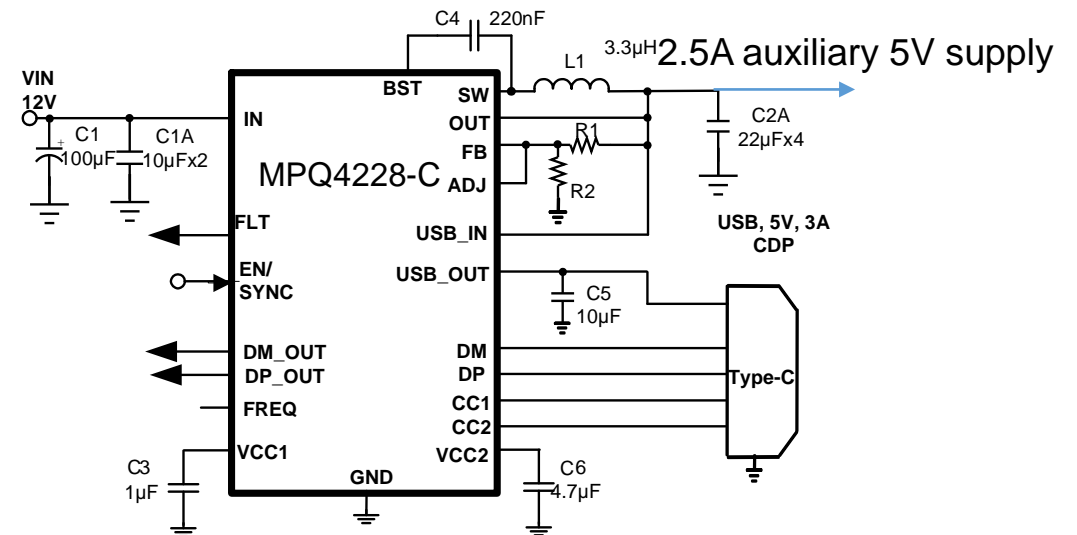 C4 220nF
3.3µH 2.5A auxiliary 5V supply
L1
VIN
12V
BST
SW
IN
OUT
C1
100µF
+
C1A
10µFx2
C2A
22µFx4
FB
R1
MPQ4228-C
ADJ
R2
FLT
USB_IN
USB, 5V, 3A
CDP
EN/
SYNC
USB_OUT
C5
10µF
DM_OUT
DM
DP_OUT
DP
Type-C
FREQ
CC1
CC2
VCC1
VCC2
C3
1µF
GND
C6
4.7µF